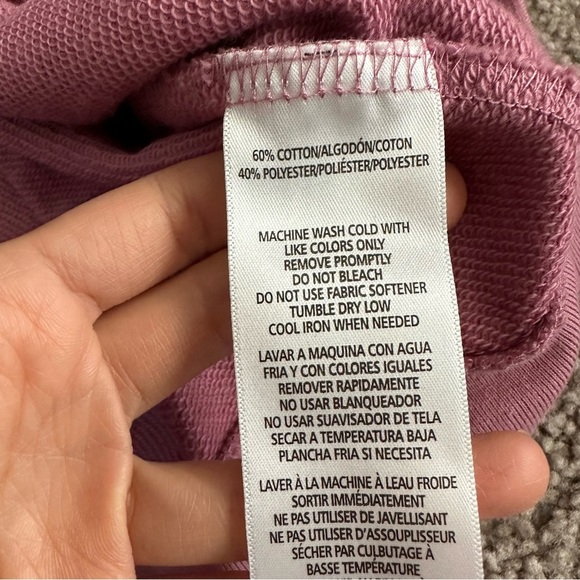 60% COTTON/ALGODÓN/COTON
40% POLYESTER/POLIÉSTER/POLYESTER
MACHINE WASH COLD WITH
LIKE COLORS ONLY
REMOVE PROMPTLY
DO NOT BLEACH
DO NOT USE FABRIC SOFTENER
TUMBLE DRY LOW
COOL IRON WHEN NEEDED
LAVAR A MAQUINA CON AGUA
FRIA Y CON COLORES IGUALES
REMOVER RAPIDAMENTE
NO USAR BLANQUEADOR
NO USAR SUAVISADOR DE TELA
SECAR A TEMPERATURA BAJA
PLANCHA FRIA SI NECESITA
LAVER À LA MACHINE À LEAU FROIDE
SORTIR IMMÉDIATEMENT
NE PAS UTILISER DE JAVELLISANT
NE PAS UTILISER D'ASSOUPLISSEUR
SÉCHER PAR CULBUTAGE À
BASSE TEMPÉRATURE